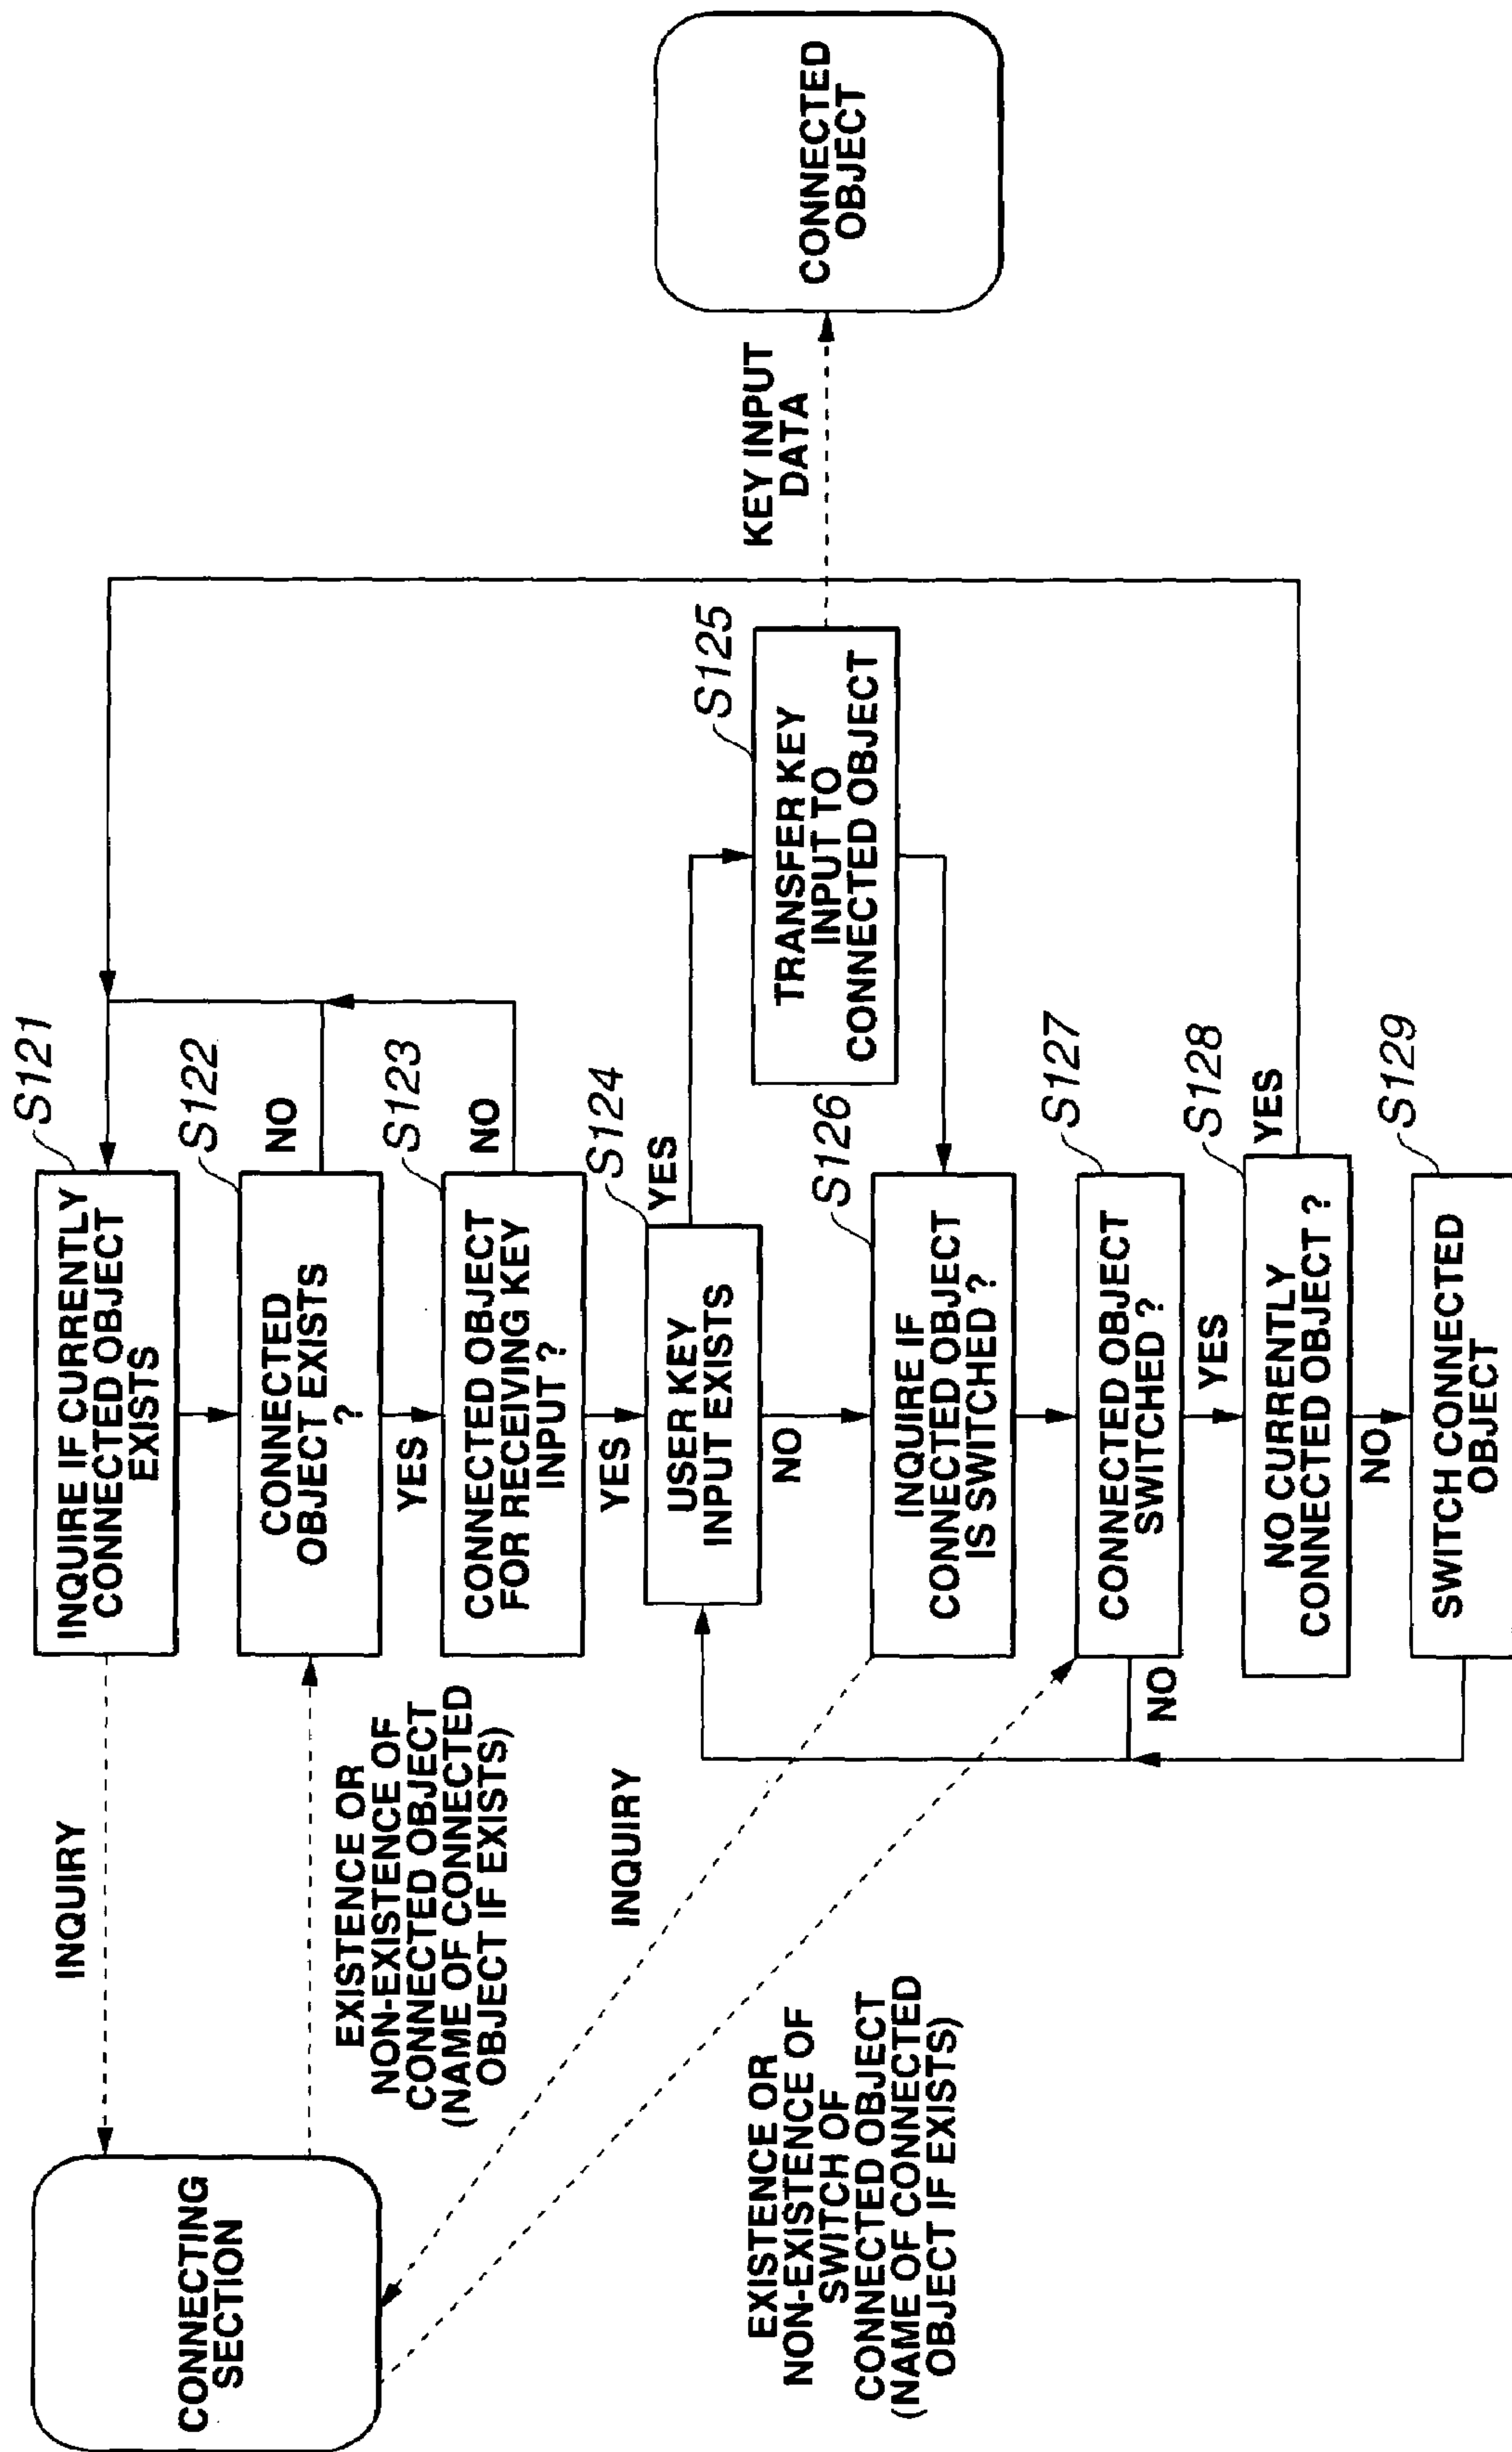 CONNECTING
SECTION
INQUIRY
EXISTENCE OR
NON-EXISTENCE OF
CONNECTED OBJECT
(NAME OF CONNECTED
OBJECT IF EXISTS)
INQUIRY
EXISTENCE OR
NON-EXISTENCE OF
SWITCH OF
CONNECTED OBJECT
(NAME OF CONNECTED
OBJECT IF EXISTS)
S121
INQUIRE IF CURRENTLY
CONNECTED OBJECT
EXISTS
S122
CONNECTED
OBJECT EXISTS
?
NO
YES
S123
CONNECTED OBJECT
FOR RECEIVING KEY
INPUT ?
NO
YES
S124
USER KEY
INPUT EXISTS
YES
NO
S125
TRANSFER KEY
INPUT TO
CONNECTED OBJECT
KEY INPUT
DATA
CONNECTED
OBJECT
S126
INQUIRE IF
CONNECTED OBJECT
IS SWITCHED ?
S127
CONNECTED OBJECT
SWITCHED ?
NO
YES
S128
NO CURRENTLY
CONNECTED OBJECT ?
YES
NO
S129
SWITCH CONNECTED
OBJECT